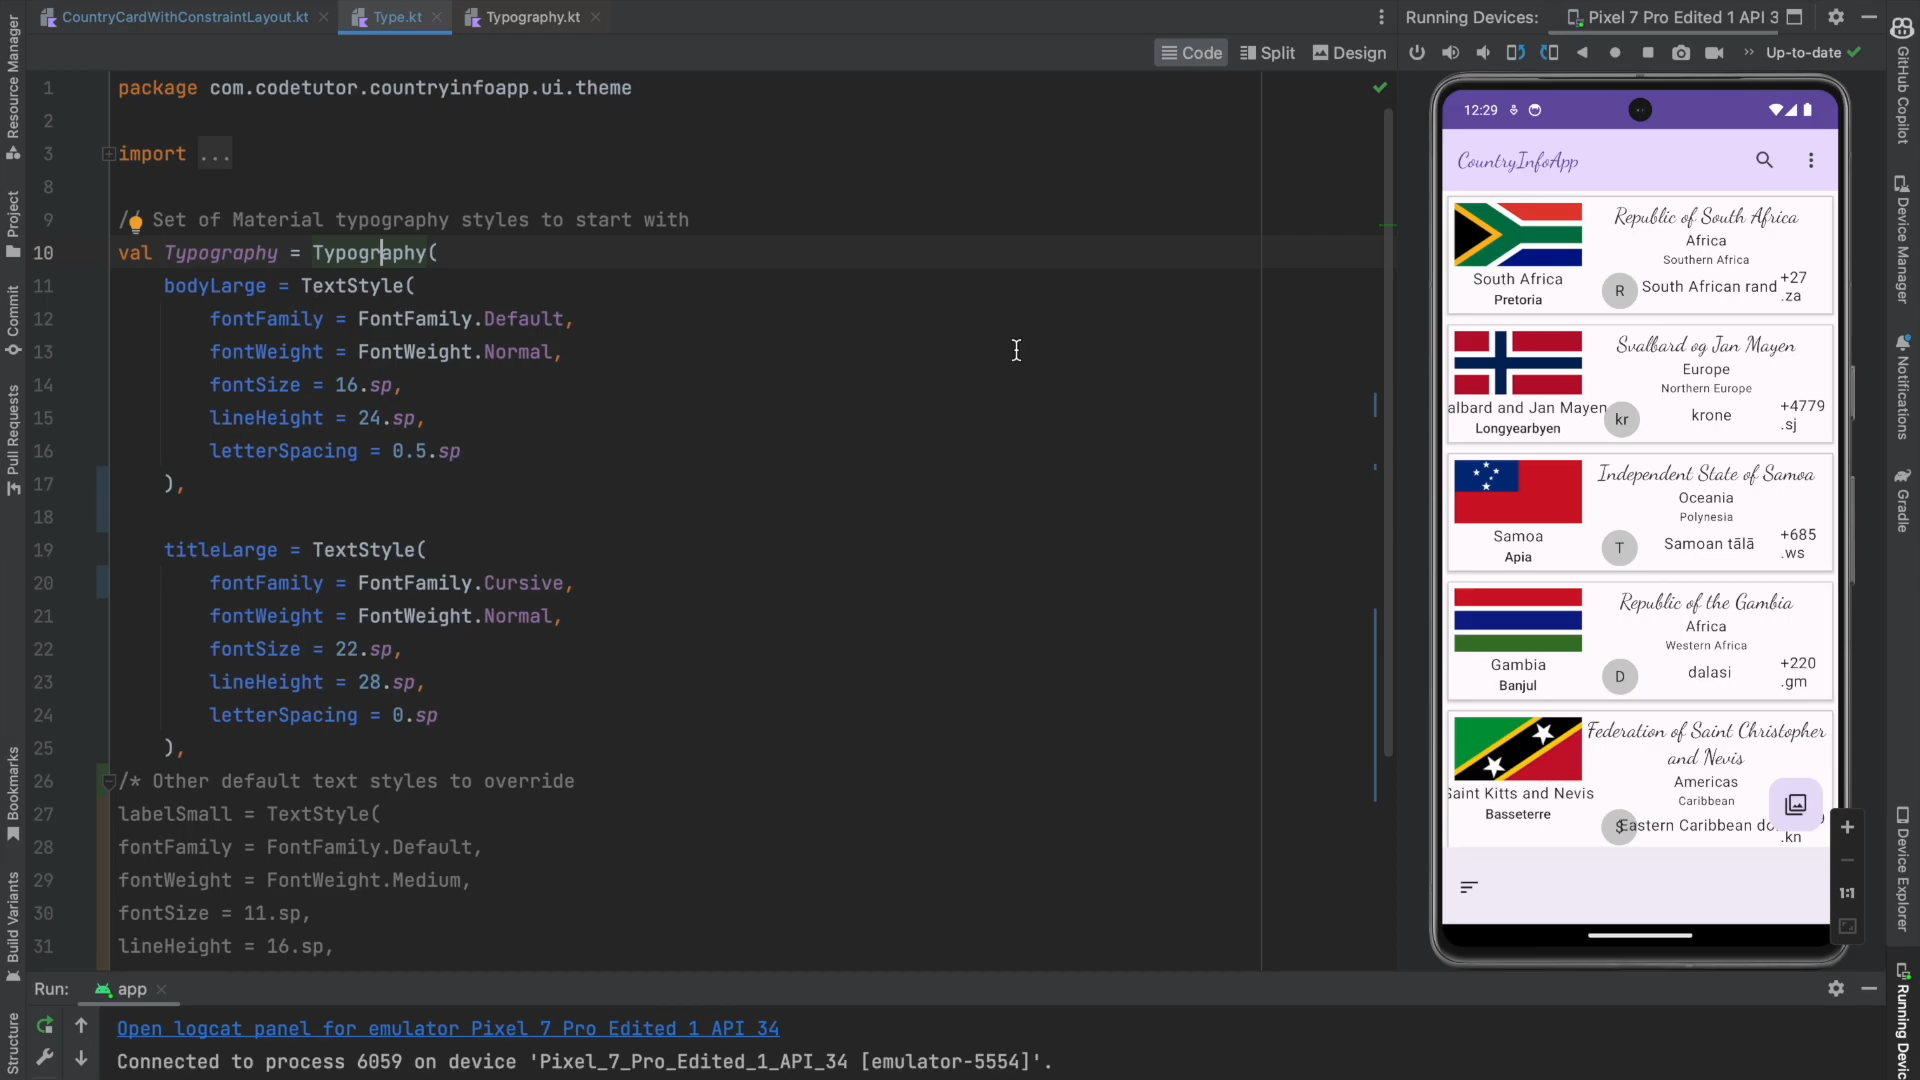 CountryCardWithConstraintLayout.kt
Type.kt
Typography.kt
Running Devices:
Pixel 7 Pro Edited 1 API 3
Code
Split
Design
Up-to-date
1 package com.codetutor.countryinfoapp.ui.theme
2
3 import ...
8
9 // Set of Material typography styles to start with
10 val Typography = Typography(
11 bodyLarge = TextStyle(
12 fontFamily = FontFamily.Default,
13 fontWeight = FontWeight.Normal,
14 fontSize = 16.sp,
15 lineHeight = 24.sp,
16 letterSpacing = 0.5.sp
17 ),
18
19 titleLarge = TextStyle(
20 fontFamily = FontFamily.Cursive,
21 fontWeight = FontWeight.Normal,
22 fontSize = 22.sp,
23 lineHeight = 28.sp,
24 letterSpacing = 0.sp
25 ),
26 /* Other default text styles to override
27 labelSmall = TextStyle(
28 fontFamily = FontFamily.Default,
29 fontWeight = FontWeight.Medium,
30 fontSize = 11.sp,
31 lineHeight = 16.sp,
Resource Manager
Project
Commit
Pull Requests
Bookmarks
Build Variants
Structure
12:29
CountryInfoApp
Republic of South Africa
Africa
Southern Africa
South Africa
Pretoria
R
South African rand
+27
.za
Svalbard og Jan Mayen
Europe
Northern Europe
albard and Jan Mayen
Longyearbyen
kr
krone
+4779
.sj
Independent State of Samoa
Oceania
Polynesia
Samoa
Apia
T
Samoan tālā
+685
.ws
Republic of the Gambia
Africa
Western Africa
Gambia
Banjul
D
dalasi
+220
.gm
Federation of Saint Christopher
and Nevis
Americas
Caribbean
Saint Kitts and Nevis
Basseterre
$
Eastern Caribbean do
.kn
1:1
GitHub Copilot
Device Manager
Notifications
Gradle
Device Explorer
Running Devic
Run:
app
Open logcat panel for emulator Pixel 7 Pro Edited 1 API 34
Connected to process 6059 on device 'Pixel_7_Pro_Edited_1_API_34 [emulator-5554]'.